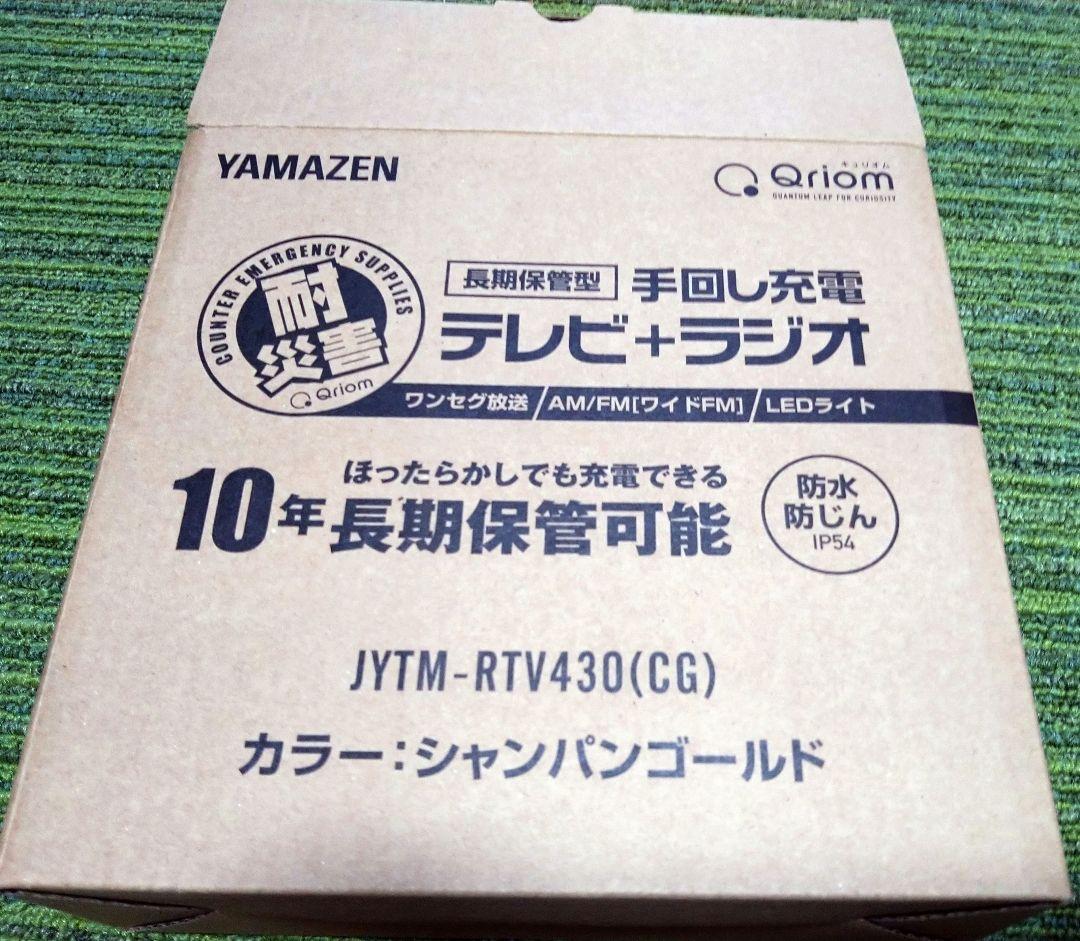 YAMAZEN
キュリオム
Qriom
QUANTUM LEAP FOR CURIOSITY
COUNTER EMERGENCY SUPPLIES
耐
災害
Qriom
長期保管型 手回し充電
テレビ+ラジオ
ワンセグ放送/AM/FM[ワイドFM]/LEDライト
ほったらかしでも充電できる
10年長期保管可能
防水
防じん
IP54
JYTM-RTV430(CG)
カラー:シャンパンゴールド